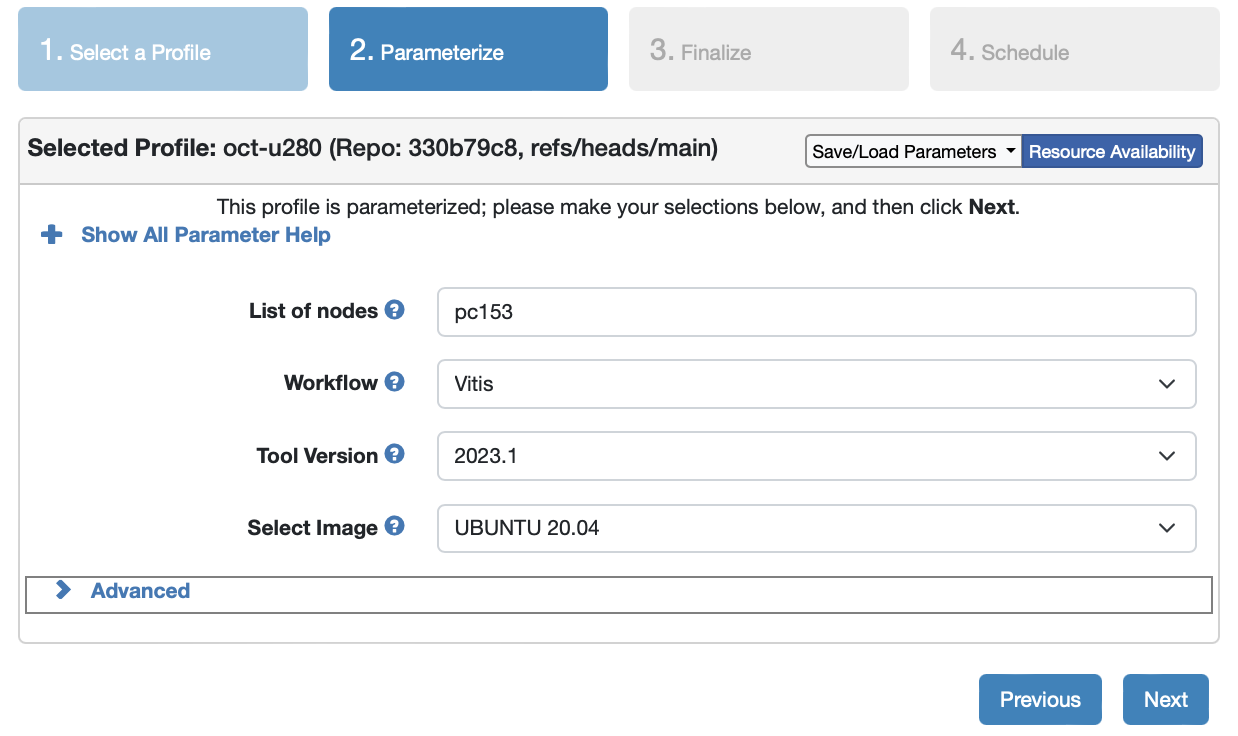 1. Select a Profile
2. Parameterize
3. Finalize
4. Schedule
Selected Profile: oct-u280 (Repo: 330b79c8, refs/heads/main)
Save/Load Parameters
Resource Availability
This profile is parameterized; please make your selections below, and then click Next.
Show All Parameter Help
List of nodes ?
pc153
Workflow ?
Vitis
Tool Version ?
2023.1
Select Image ?
UBUNTU 20.04
Advanced
Previous
Next